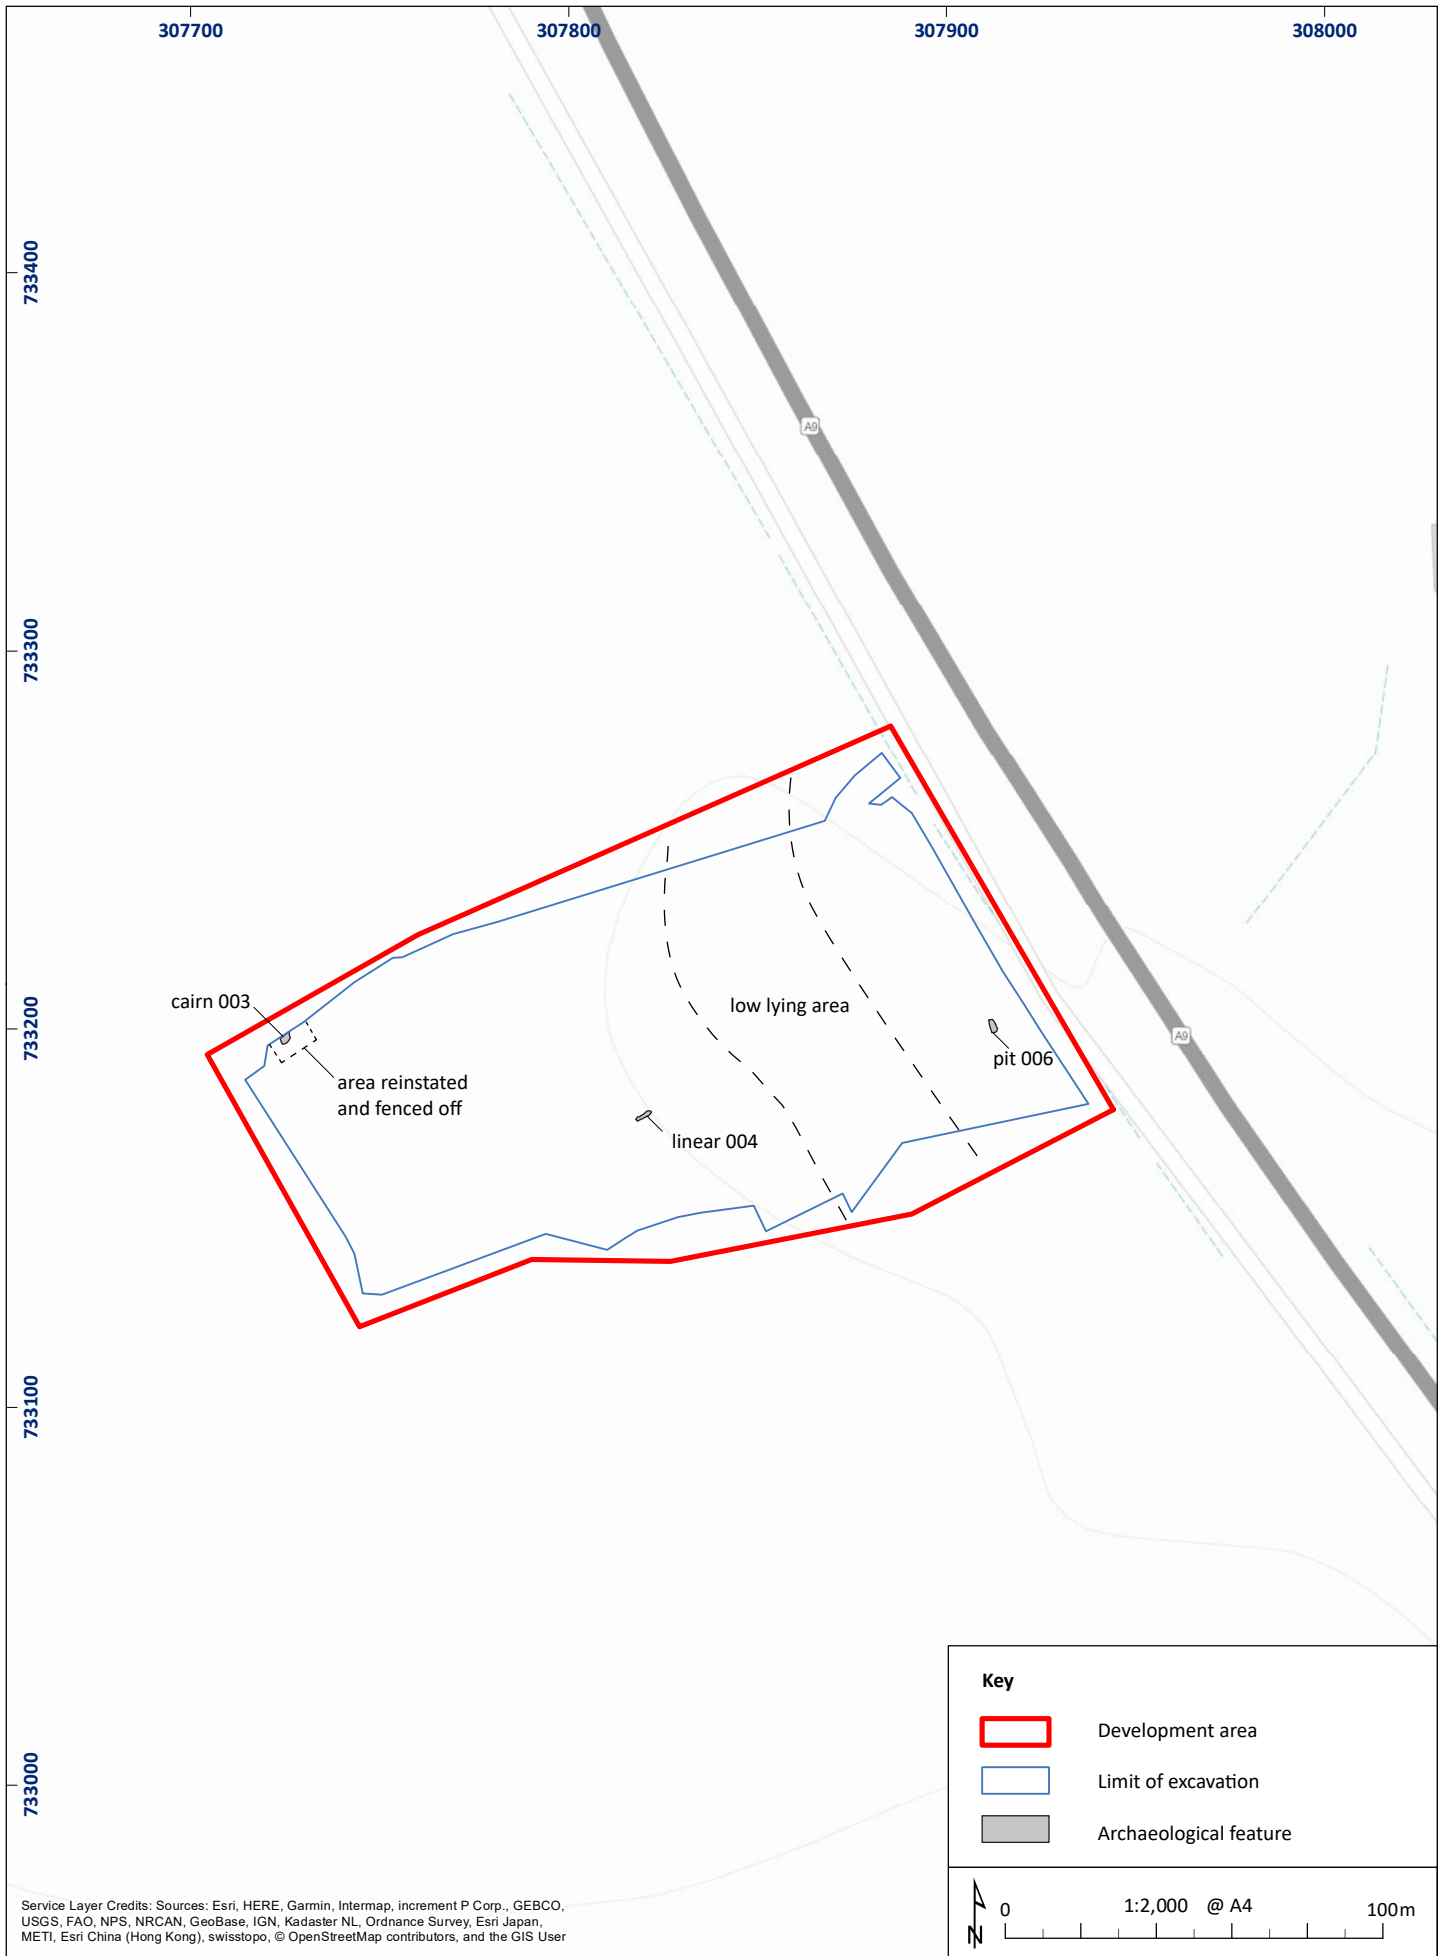 307700
307800
307900
308000
733400
A9
733300
733200
cairn 003
low lying area
A9
pit 006
area reinstated
and fenced off
linear 004
733100
733000
Key
Development area
Limit of excavation
Archaeological feature
N
0
1:2,000 @ A4
100m
Service Layer Credits: Sources: Esri, HERE, Garmin, Intermap, increment P Corp., GEBCO,
USGS, FAO, NPS, NRCAN, GeoBase, IGN, Kadaster NL, Ordnance Survey, Esri Japan,
METI, Esri China (Hong Kong), swisstopo, © OpenStreetMap contributors, and the GIS User